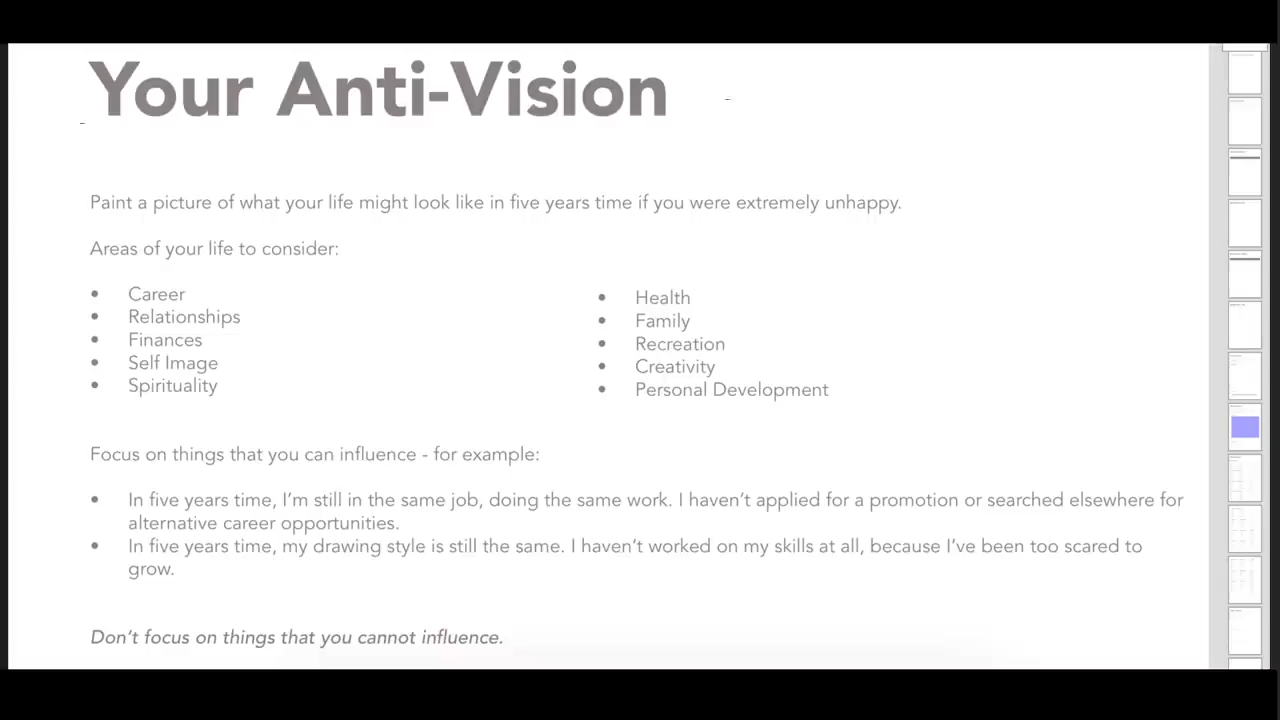 Your Anti-Vision
Paint a picture of what your life might look like in five years time if you were extremely unhappy.
Areas of your life to consider:
• Career
• Relationships
• Finances
• Self Image
• Spirituality
• Health
• Family
• Recreation
• Creativity
• Personal Development
Focus on things that you can influence - for example:
• In five years time, I’m still in the same job, doing the same work. I haven’t applied for a promotion or searched elsewhere for
alternative career opportunities.
• In five years time, my drawing style is still the same. I haven’t worked on my skills at all, because I’ve been too scared to
grow.
Don’t focus on things that you cannot influence.